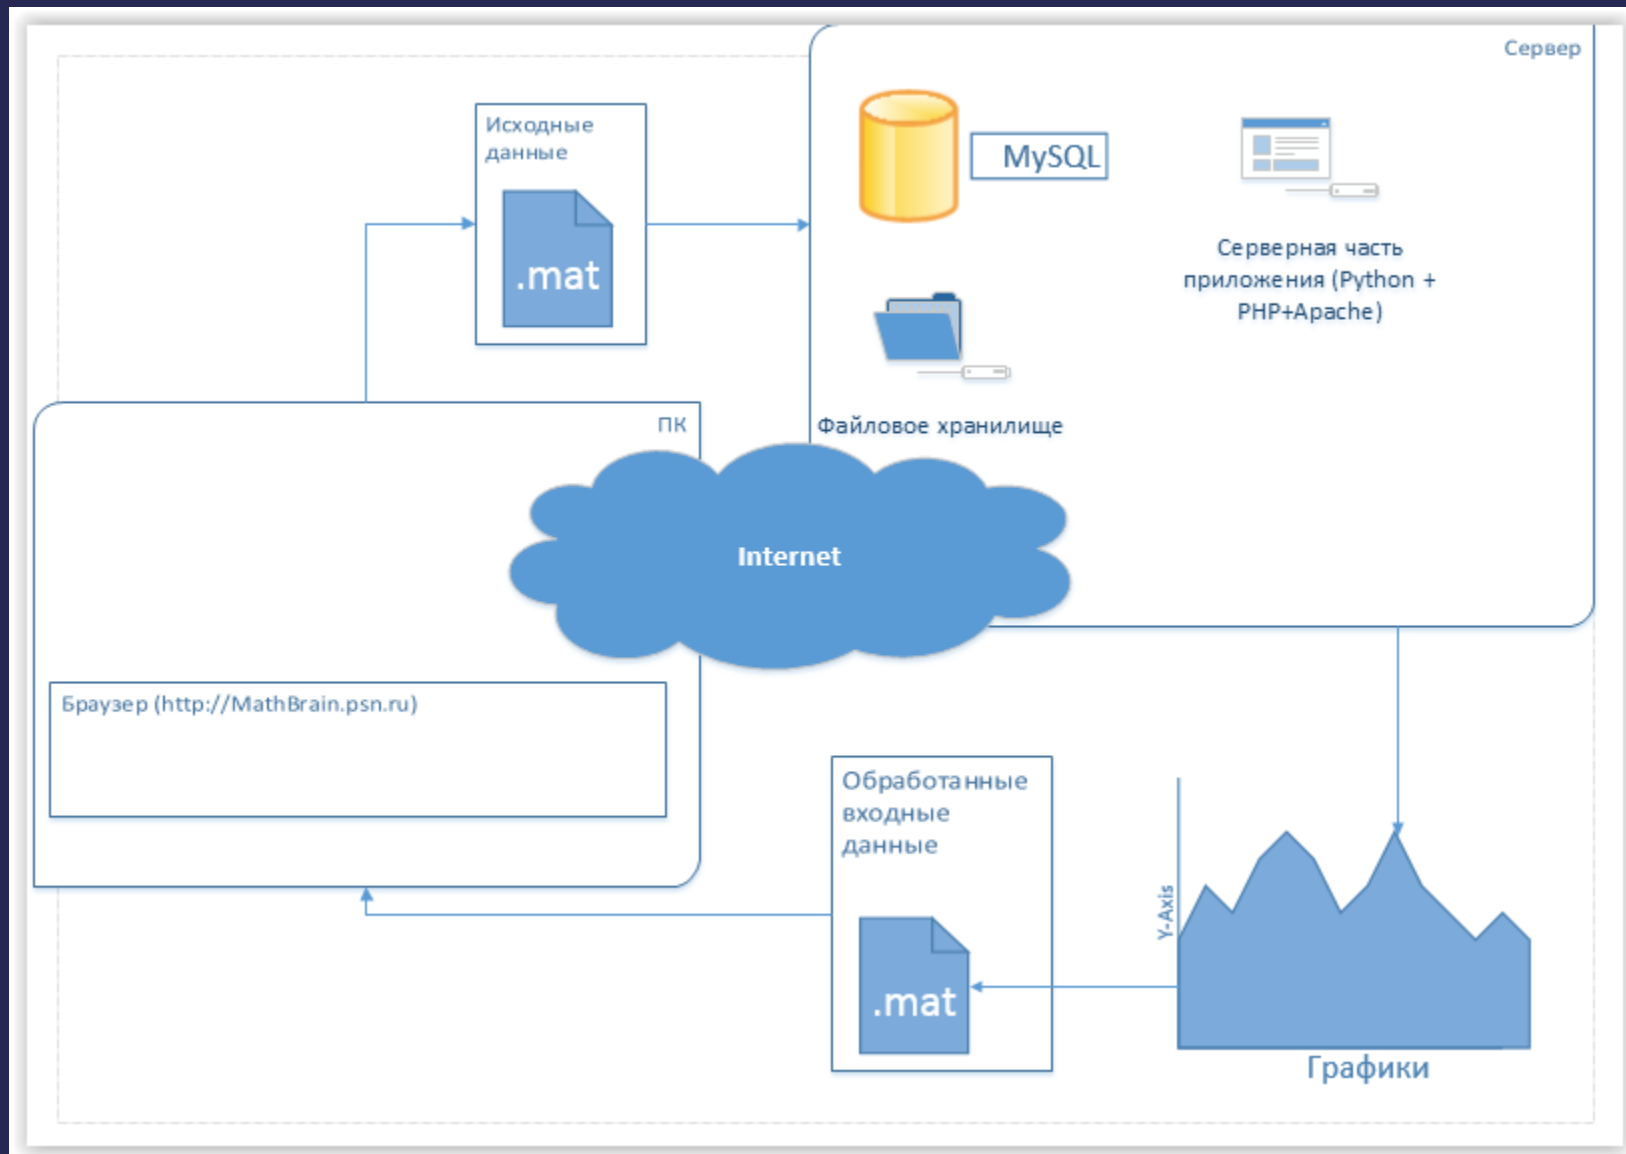 Сервер
Исходные
данные
.mat
MySQL
Серверная часть
приложения (Python +
PHP+Apache)
Файловое хранилище
ПК
Internet
Браузер (http://MathBrain.psn.ru)
Обработанные
входные
данные
.mat
Y-Axis
Графики